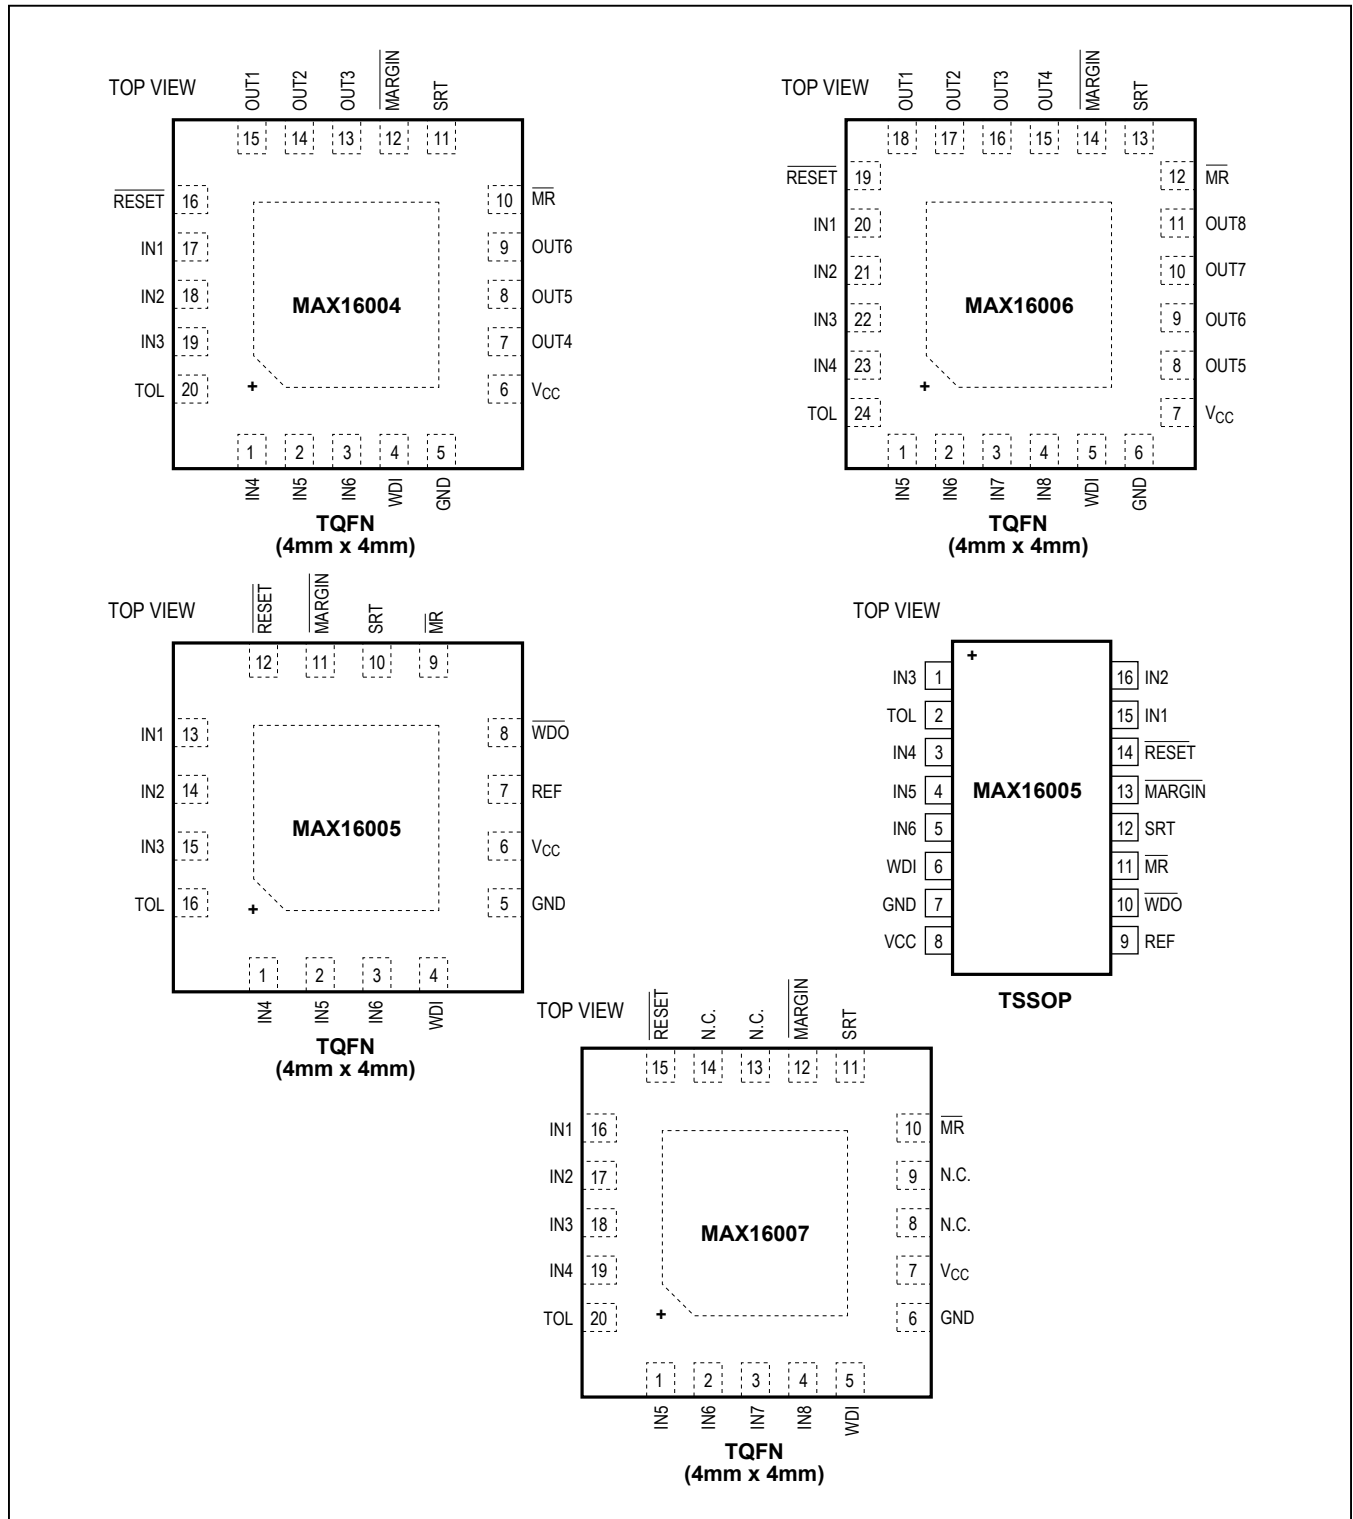 TOP VIEW
OUT1 OUT2 OUT3 MARGIN SRT
15 14 13 12 11
RESET 16 10 MR
IN1 17 9 OUT6
IN2 18 8 OUT5
MAX16004
IN3 19 7 OUT4
TOL 20 6 VCC
+
1 2 3 4 5
IN4 IN5 IN6 WDI GND
TQFN
(4mm x 4mm)
TOP VIEW
OUT1 OUT2 OUT3 OUT4 MARGIN SRT
18 17 16 15 14 13
RESET 19 12 MR
IN1 20 11 OUT8
IN2 21 10 OUT7
MAX16006
IN3 22 9 OUT6
IN4 23 8 OUT5
+
TOL 24 7 VCC
1 2 3 4 5 6
IN5 IN6 IN7 IN8 WDI GND
TQFN
(4mm x 4mm)
TOP VIEW
RESET MARGIN SRT MR
12 11 10 9
IN1 13 8 WDO
IN2 14 7 REF
MAX16005
IN3 15 6 VCC
TOL 16 5 GND
+
1 2 3 4
IN4 IN5 IN6 WDI
TQFN
(4mm x 4mm)
TOP VIEW
+
IN3 1 16 IN2
TOL 2 15 IN1
IN4 3 14 RESET
IN5 4 MAX16005 13 MARGIN
IN6 5 12 SRT
WDI 6 11 MR
GND 7 10 WDO
VCC 8 9 REF
TSSOP
TOP VIEW
RESET N.C. N.C. MARGIN SRT
15 14 13 12 11
IN1 16 10 MR
IN2 17 9 N.C.
IN3 18 8 N.C.
MAX16007
IN4 19 7 VCC
TOL 20 6 GND
+
1 2 3 4 5
IN5 IN6 IN7 IN8 WDI
TQFN
(4mm x 4mm)